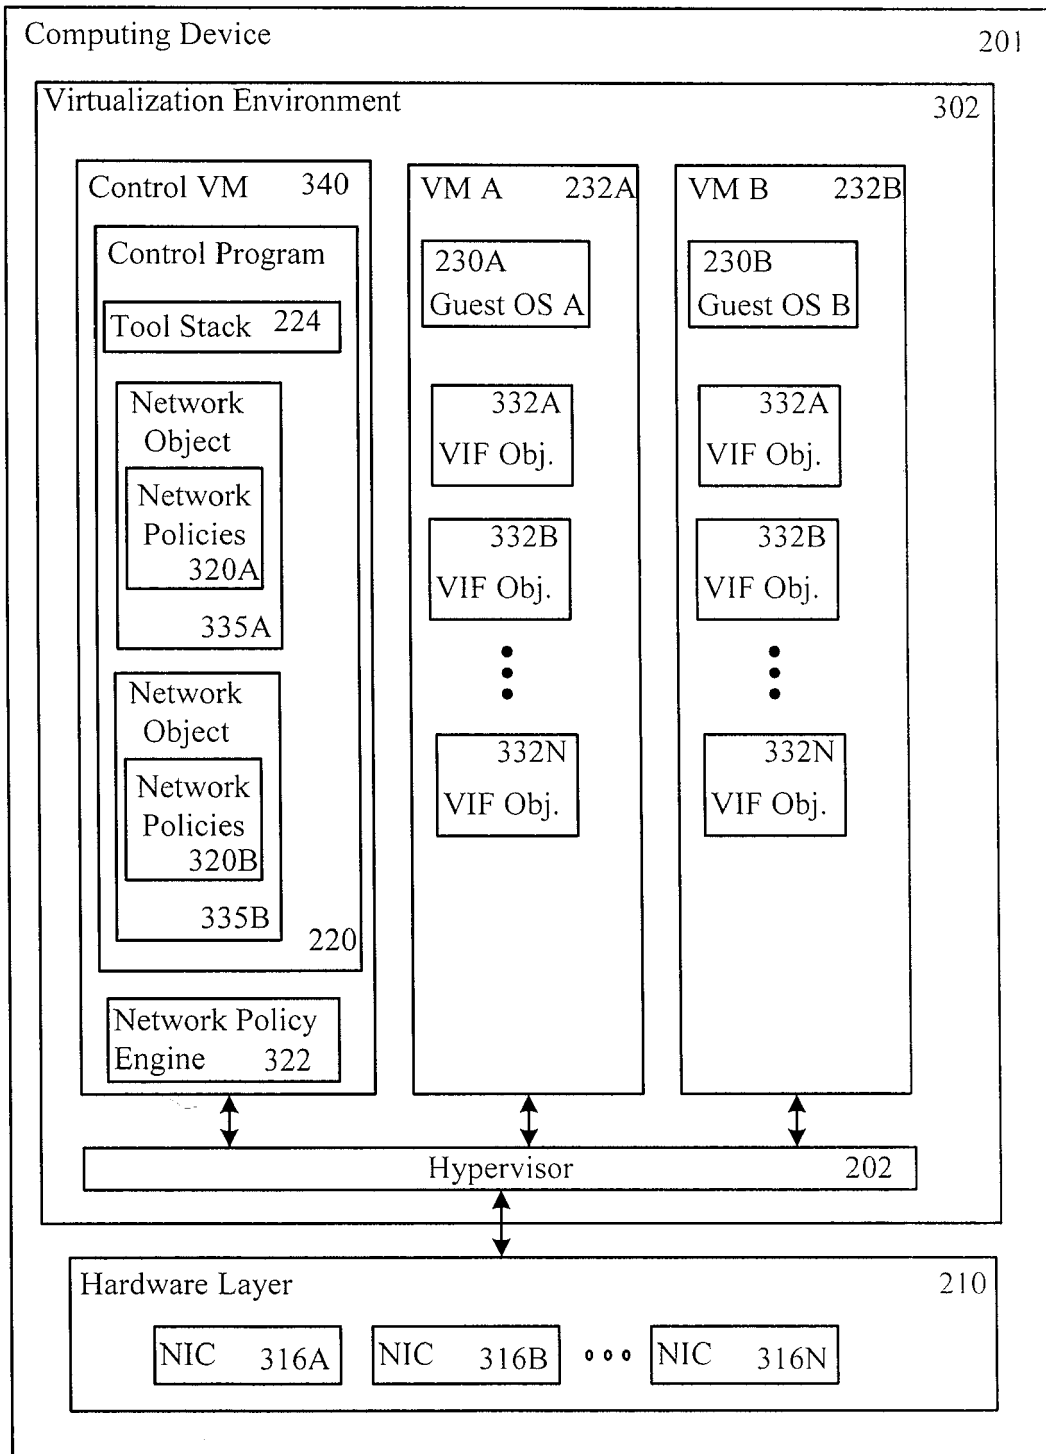 Computing Device 201
Virtualization Environment 302
Control VM 340
Control Program
Tool Stack 224
Network
Object
Network
Policies
320A
335A
Network
Object
Network
Policies
320B
335B
220
Network Policy
Engine 322
VM A 232A
230A
Guest OS A
332A
VIF Obj.
332B
VIF Obj.
332N
VIF Obj.
VM B 232B
230B
Guest OS B
332A
VIF Obj.
332B
VIF Obj.
332N
VIF Obj.
Hypervisor 202
Hardware Layer 210
NIC 316A
NIC 316B
NIC 316N